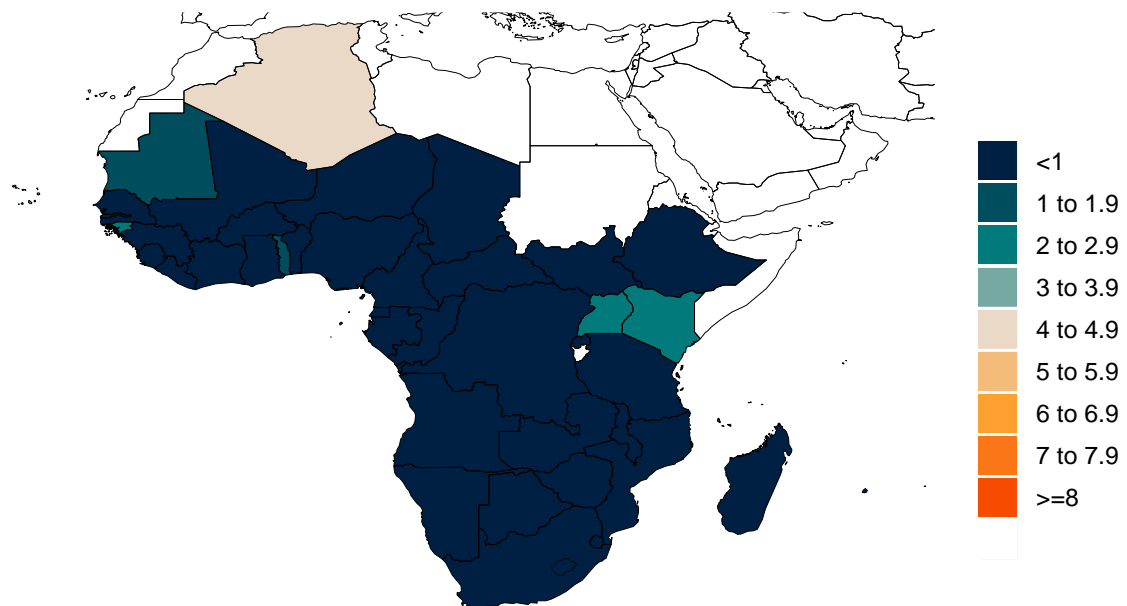 <1
1 to 1.9
2 to 2.9
3 to 3.9
4 to 4.9
5 to 5.9
6 to 6.9
7 to 7.9
>=8